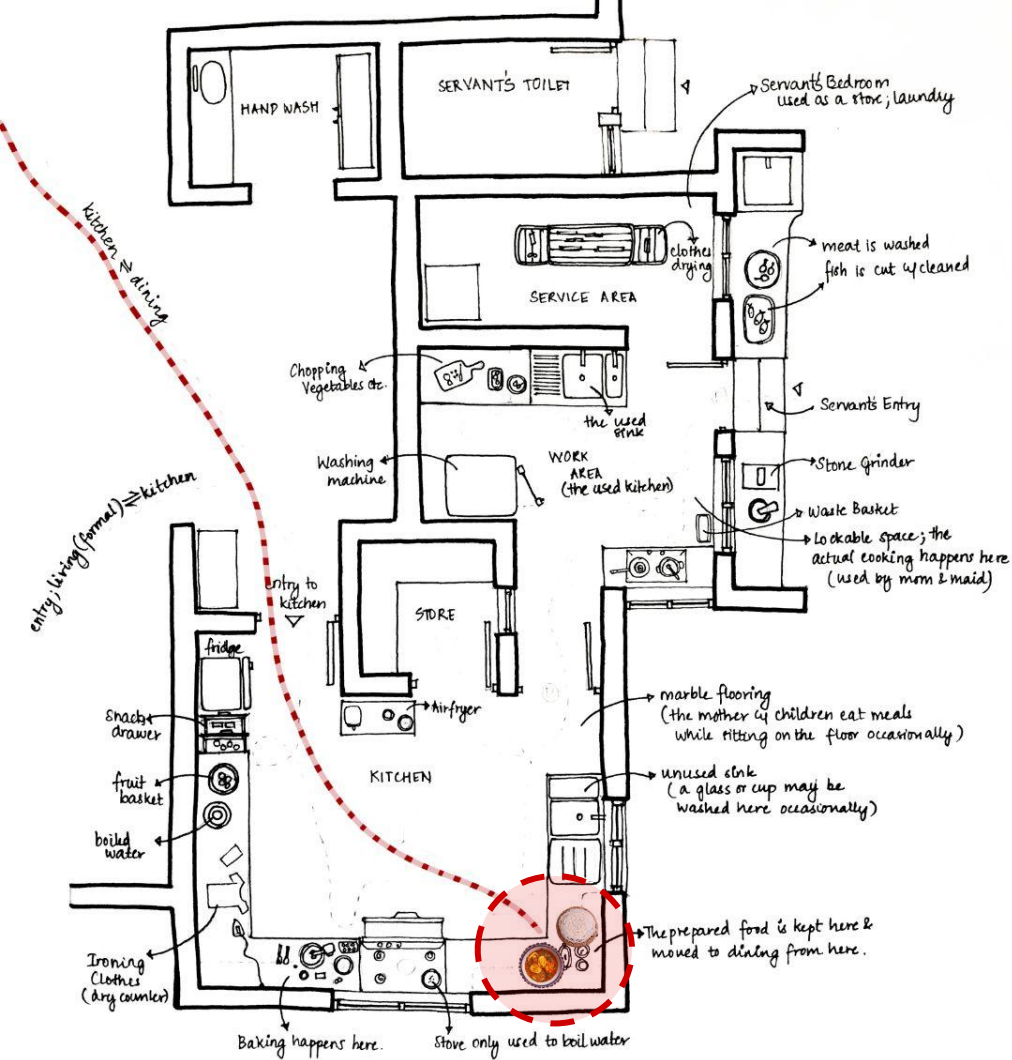 HAND WASH
SERVANT'S TOILET
Servant's Bedroom
used as a store; laundry
kitchen ⇌ dining
clothes
drying
meat is washed
fish is cut w/ cleaned
SERVICE AREA
Chopping
Vegetables etc.
the used
sink
Servant's Entry
Washing
machine
WORK
AREA
(the used kitchen)
Stone Grinder
Waste Basket
Lockable space; the
actual cooking happens here
(used by mom & maid)
entry; living (formal) ⇌ kitchen
entry to
kitchen
STORE
fridge
Snack
drawer
Airfryer
marble flooring
(the mother w/ children eat meals
while sitting on the floor occasionally)
KITCHEN
fruit
basket
unused sink
(a glass or cup may be
washed here occasionally)
boiled
water
The prepared food is kept here &
moved to dining from here.
Ironing
Clothes
(dry counter)
Baking happens here.
Stove only used to boil water